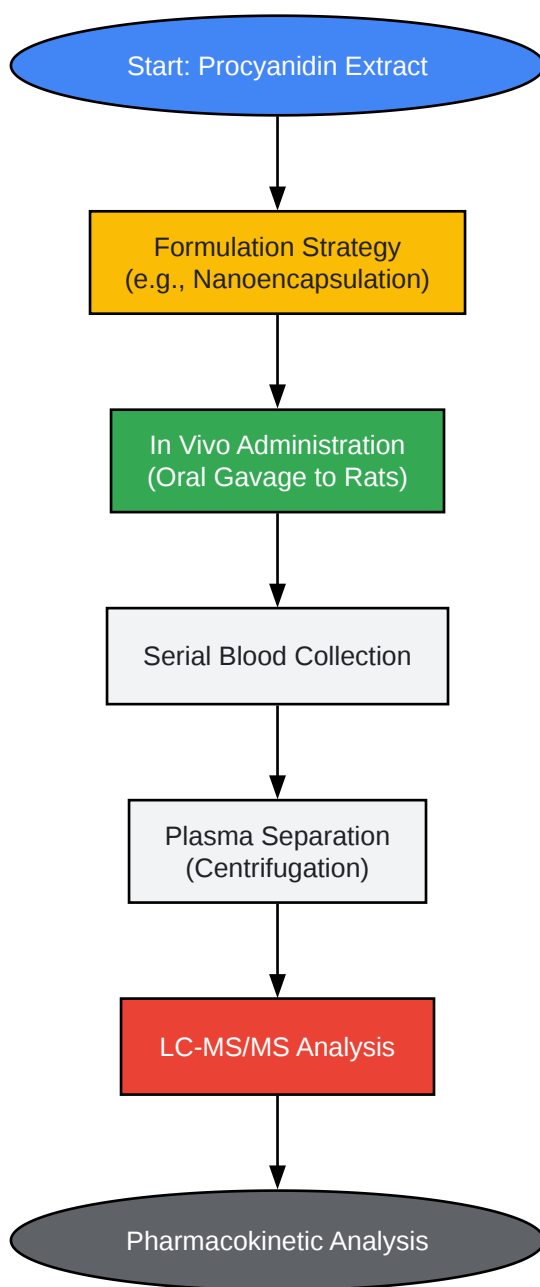 Start: Procyanidin Extract
Formulation Strategy
(e.g., Nanoencapsulation)
In Vivo Administration
(Oral Gavage to Rats)
Serial Blood Collection
Plasma Separation
(Centrifugation)
LC-MS/MS Analysis
Pharmacokinetic Analysis